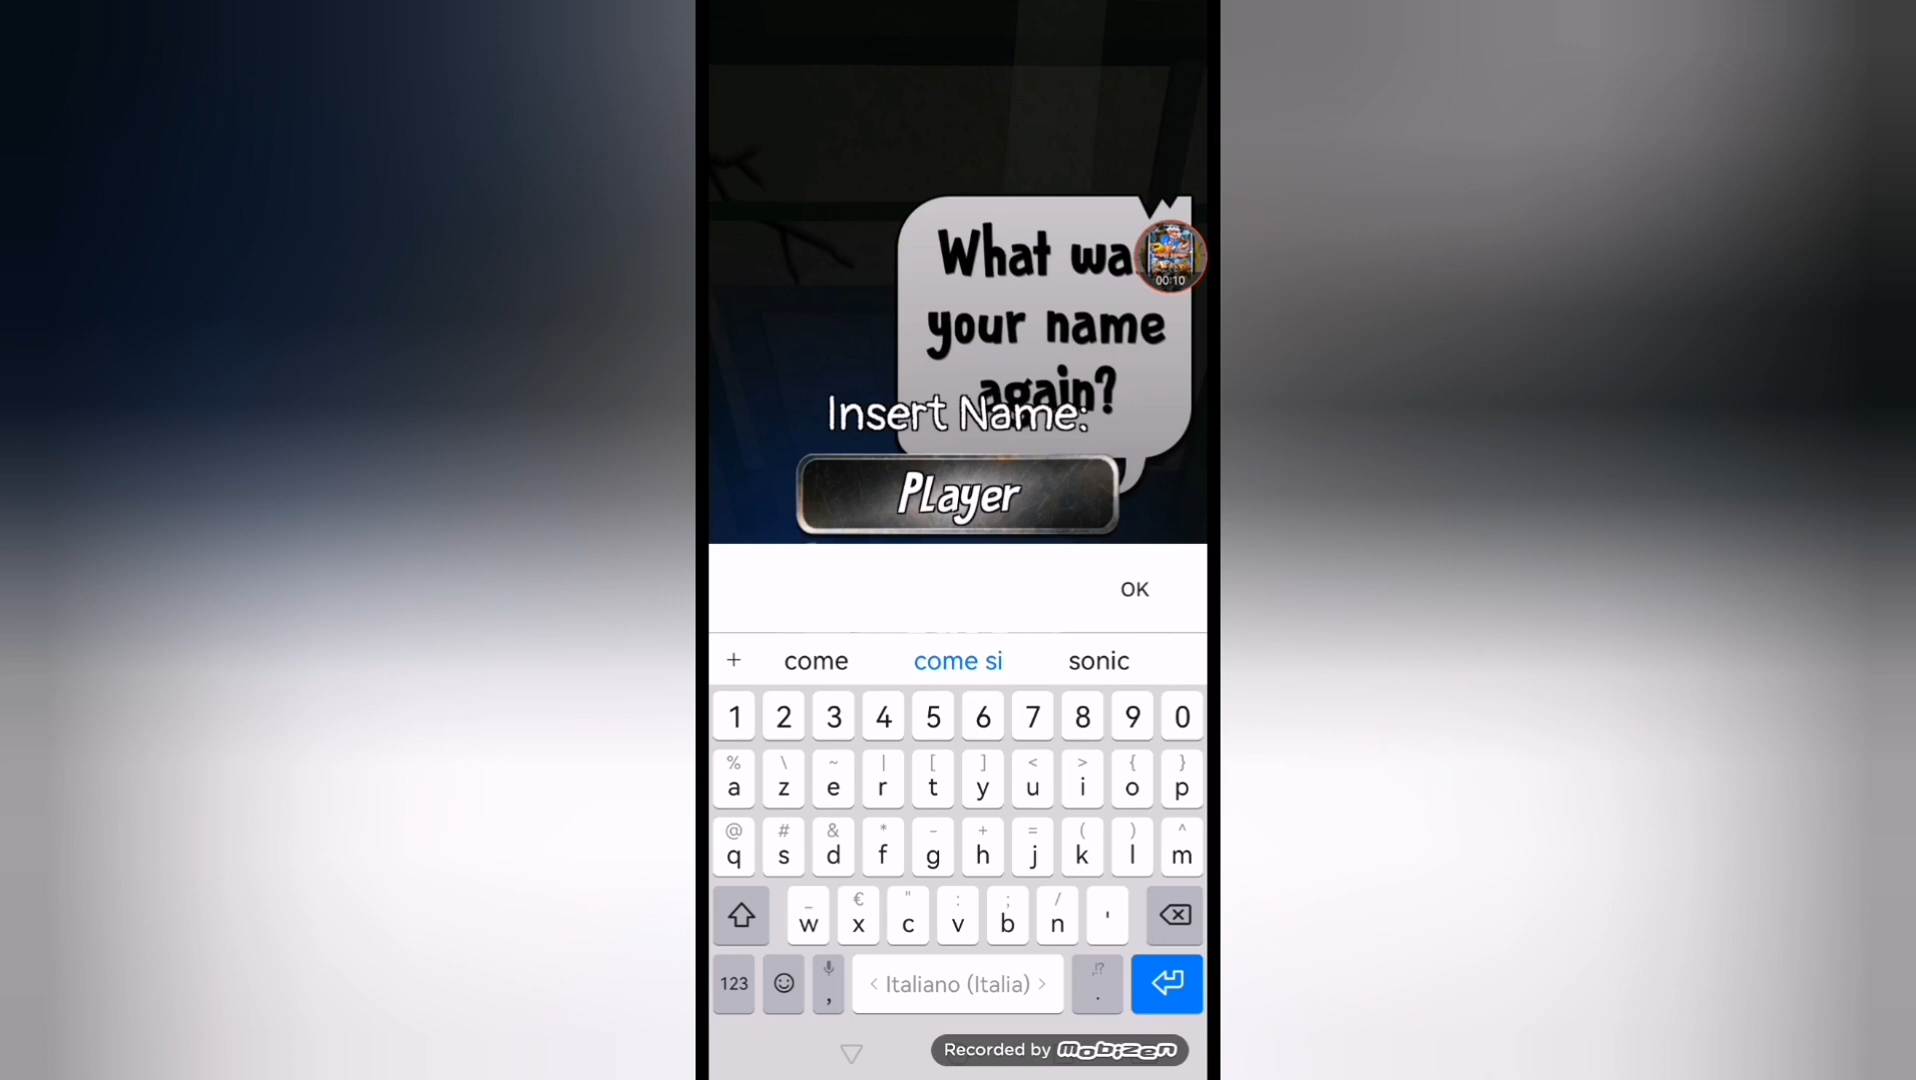 What wa
your name
again?
00:10
Insert Name:
PLayer
OK
+ come come si sonic
1 2 3 4 5 6 7 8 9 0
% \ ~ | [ ] < > { }
a z e r t y u i o p
@ # & * - + = ( ) ^
q s d f g h j k l m
_ € " : ; /
w x c v b n '
123 , < Italiano (Italia) > ,!? .
Recorded by mobizen